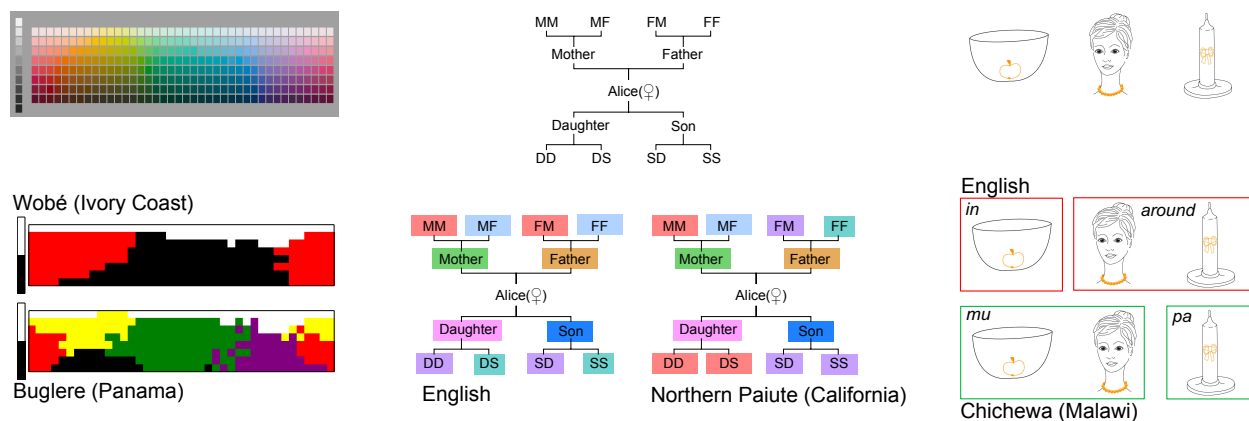 MM MF FM FF
Mother Father
Alice(♀)
Daughter Son
DD DS SD SS
Wobé (Ivory Coast)
Buglere (Panama)
MM MF FM FF
Mother Father
Alice(♀)
Daughter Son
DD DS SD SS
English
MM MF FM FF
Mother Father
Alice(♀)
Daughter Son
DD DS SD SS
Northern Paiute (California)
English
in around
mu pa
Chichewa (Malawi)